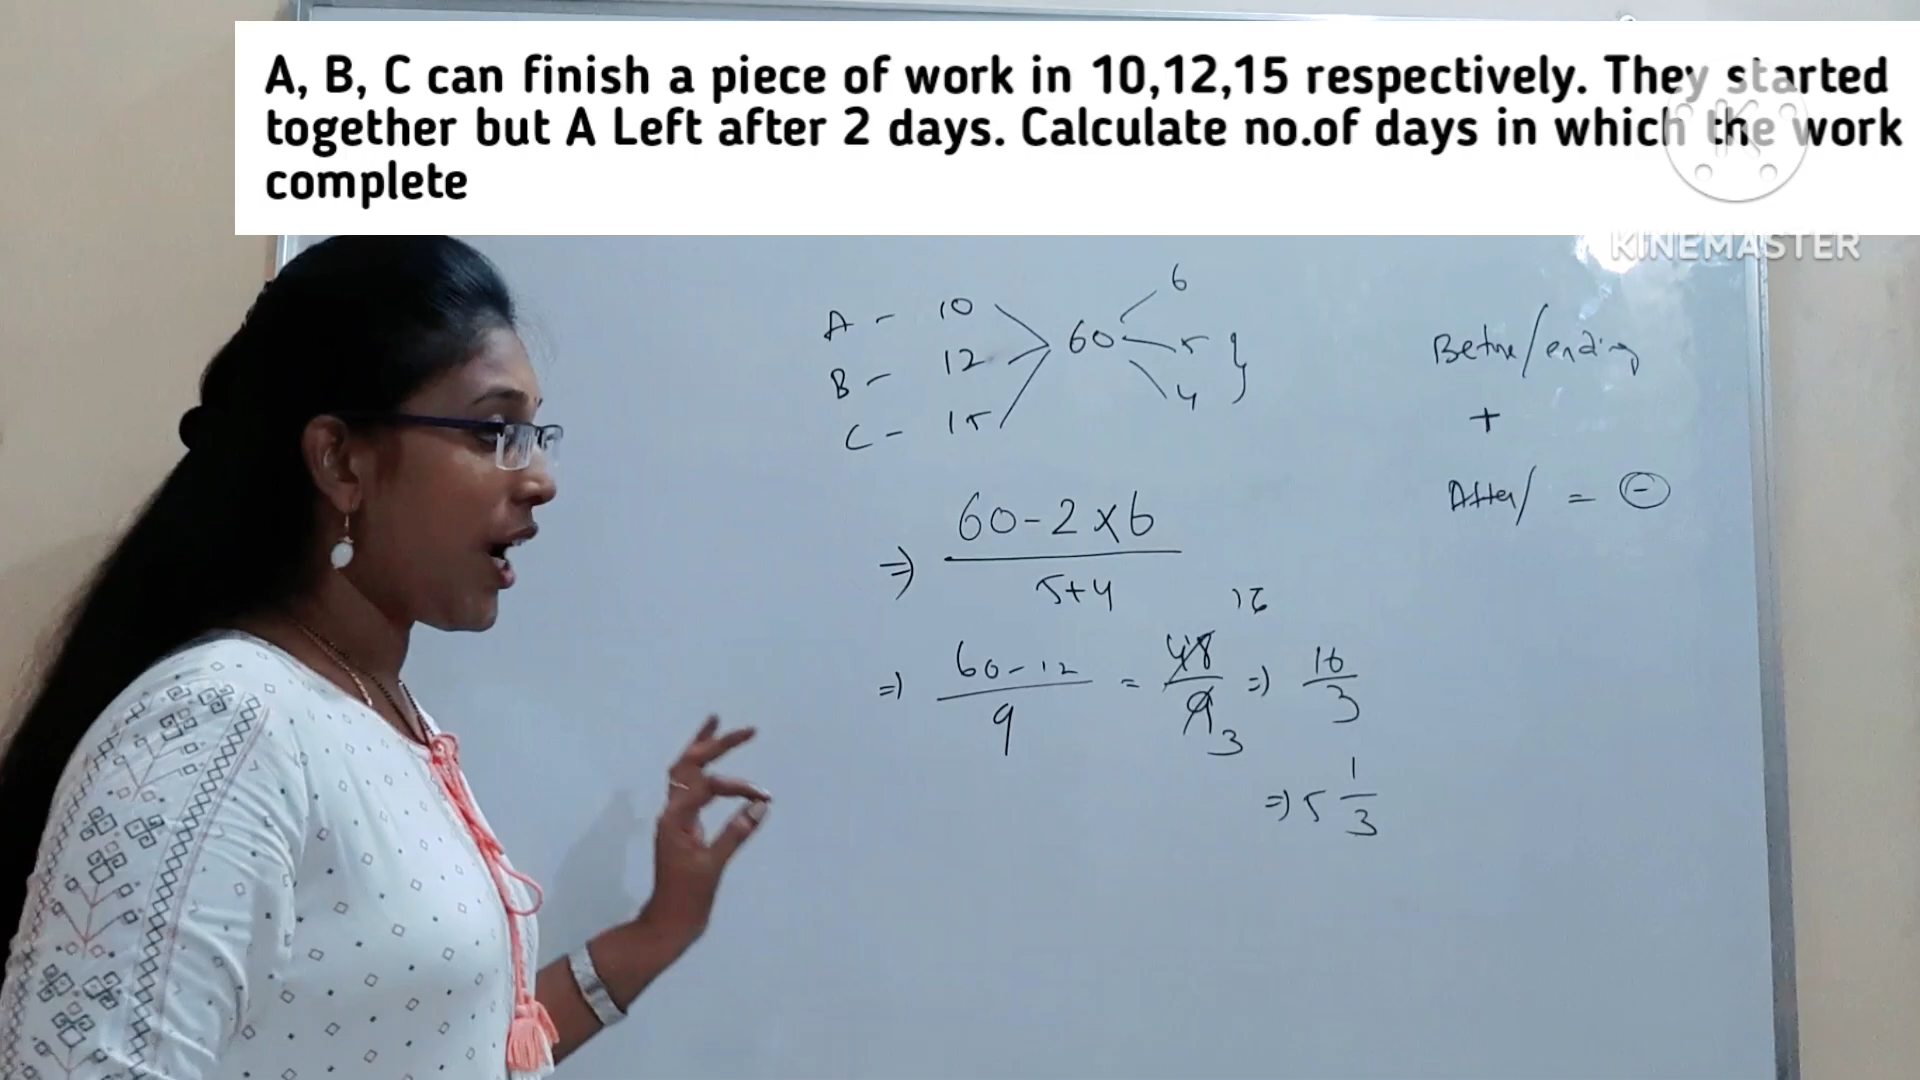 A, B, C can finish a piece of work in 10,12,15 respectively. They started
together but A Left after 2 days. Calculate no.of days in which the work
complete
KINEMASTER
A - 10
B - 12
C - 15
60
6
5
4
Before/ending
+
After/ = -
⇒ 60-2×6
5+4
⇒ 60-12
9
= 48
9
16
3
⇒ 16
3
⇒ 5 1
3